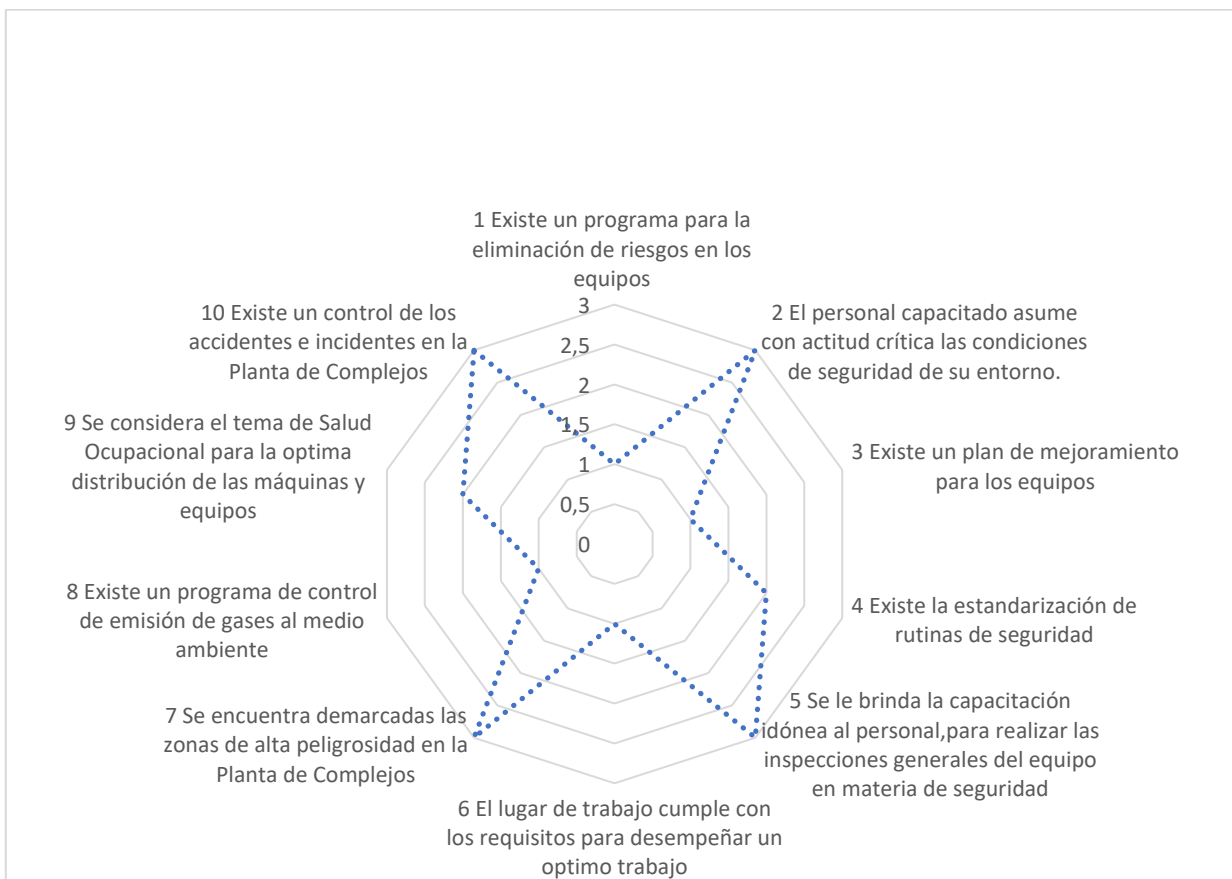 1 Existe un programa para la
eliminación de riesgos en los
equipos
3
2,5
2
1,5
1
0,5
0
2 El personal capacitado asume
con actitud crítica las condiciones
de seguridad de su entorno.
3 Existe un plan de mejoramiento
para los equipos
4 Existe la estandarización de
rutinas de seguridad
5 Se le brinda la capacitación
idónea al personal,para realizar las
inspecciones generales del equipo
en materia de seguridad
6 El lugar de trabajo cumple con
los requisitos para desempeñar un
optimo trabajo
7 Se encuentra demarcadas las
zonas de alta peligrosidad en la
Planta de Complejos
8 Existe un programa de control
de emisión de gases al medio
ambiente
9 Se considera el tema de Salud
Ocupacional para la optima
distribución de las máquinas y
equipos
10 Existe un control de los
accidentes e incidentes en la
Planta de Complejos